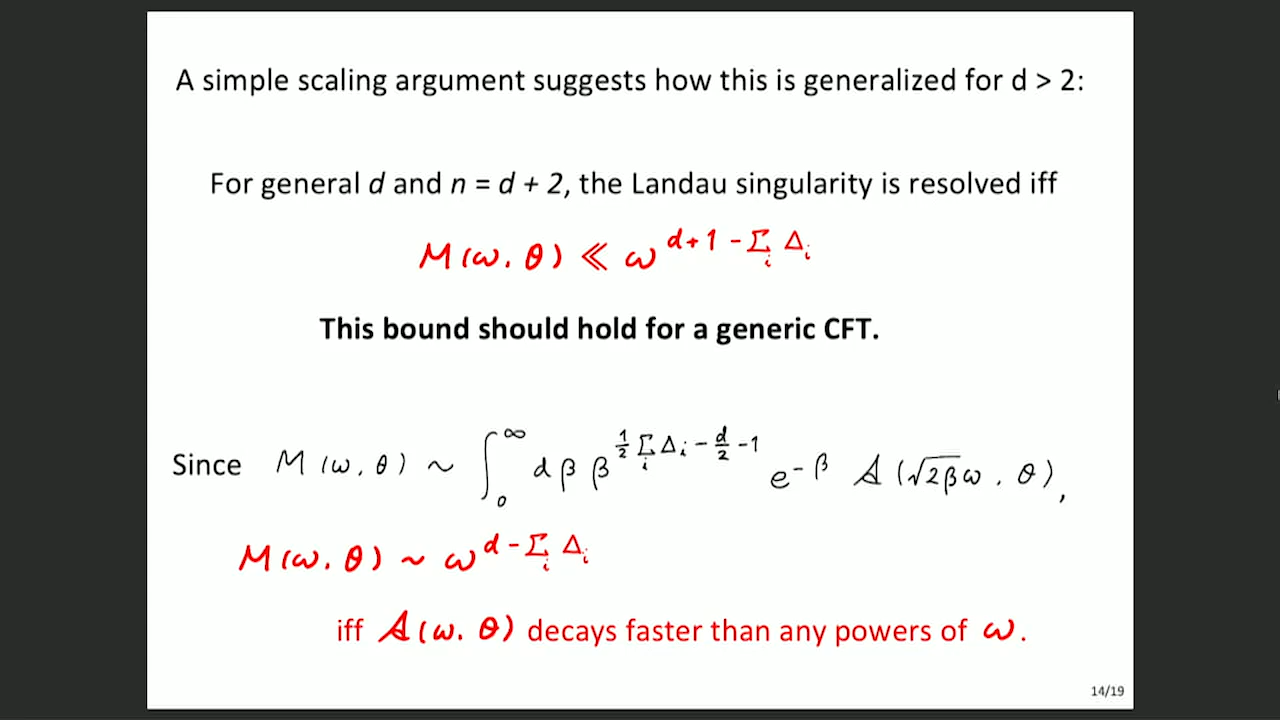 A simple scaling argument suggests how this is generalized for d > 2:
For general d and n = d + 2, the Landau singularity is resolved iff
M(ω, θ) ≪ ω^{d+1-Σ_i Δ_i}
This bound should hold for a generic CFT.
Since M(ω, θ) ~ ∫_0^∞ dβ β^{½ Σ_i Δ_i - d/2 - 1} e^{-β} A(√2β ω, θ),
M(ω, θ) ~ ω^{d-Σ_i Δ_i}
iff A(ω, θ) decays faster than any powers of ω.
14/19